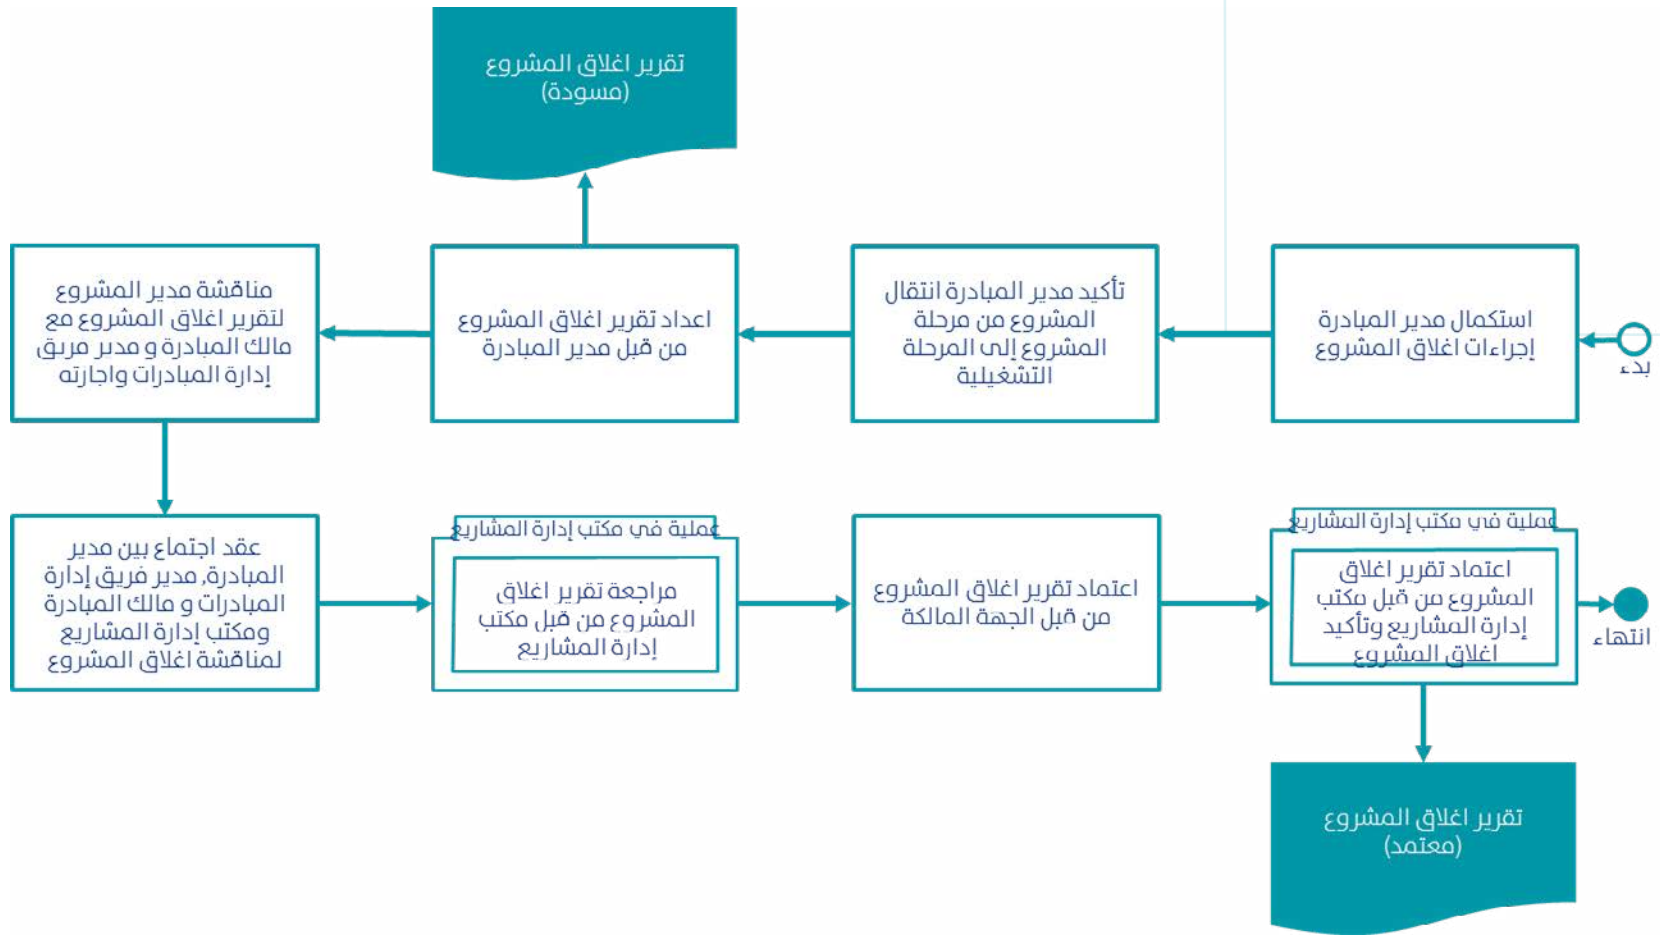 تقرير اغلاق المشروع
(مسودة)
بدء
استكمال مدير المبادرة
إجراءات اغلاق المشروع
تأكيد مدير المبادرة انتقال
المشروع من مرحلة
المشروع إلى المرحلة
التشغيلية
اعداد تقرير اغلاق المشروع
من قبل مدير المبادرة
مناقشة مدير المشروع
لتقرير اغلاق المشروع مع
مالك المبادرة و مدير فريق
إدارة المبادرات واجازته
عقد اجتماع بين مدير
المبادرة, مدير فريق إدارة
المبادرات و مالك المبادرة
ومكتب إدارة المشاريع
لمناقشة اغلاق المشروع
عملية في مكتب إدارة المشاريع
مراجعة تقرير اغلاق
المشروع من قبل مكتب
إدارة المشاريع
اعتماد تقرير اغلاق المشروع
من قبل الجهة المالكة
عملية في مكتب إدارة المشاريع
اعتماد تقرير اغلاق
المشروع من قبل مكتب
إدارة المشاريع وتأكيد
اغلاق المشروع
انتهاء
تقرير اغلاق المشروع
(معتمد)